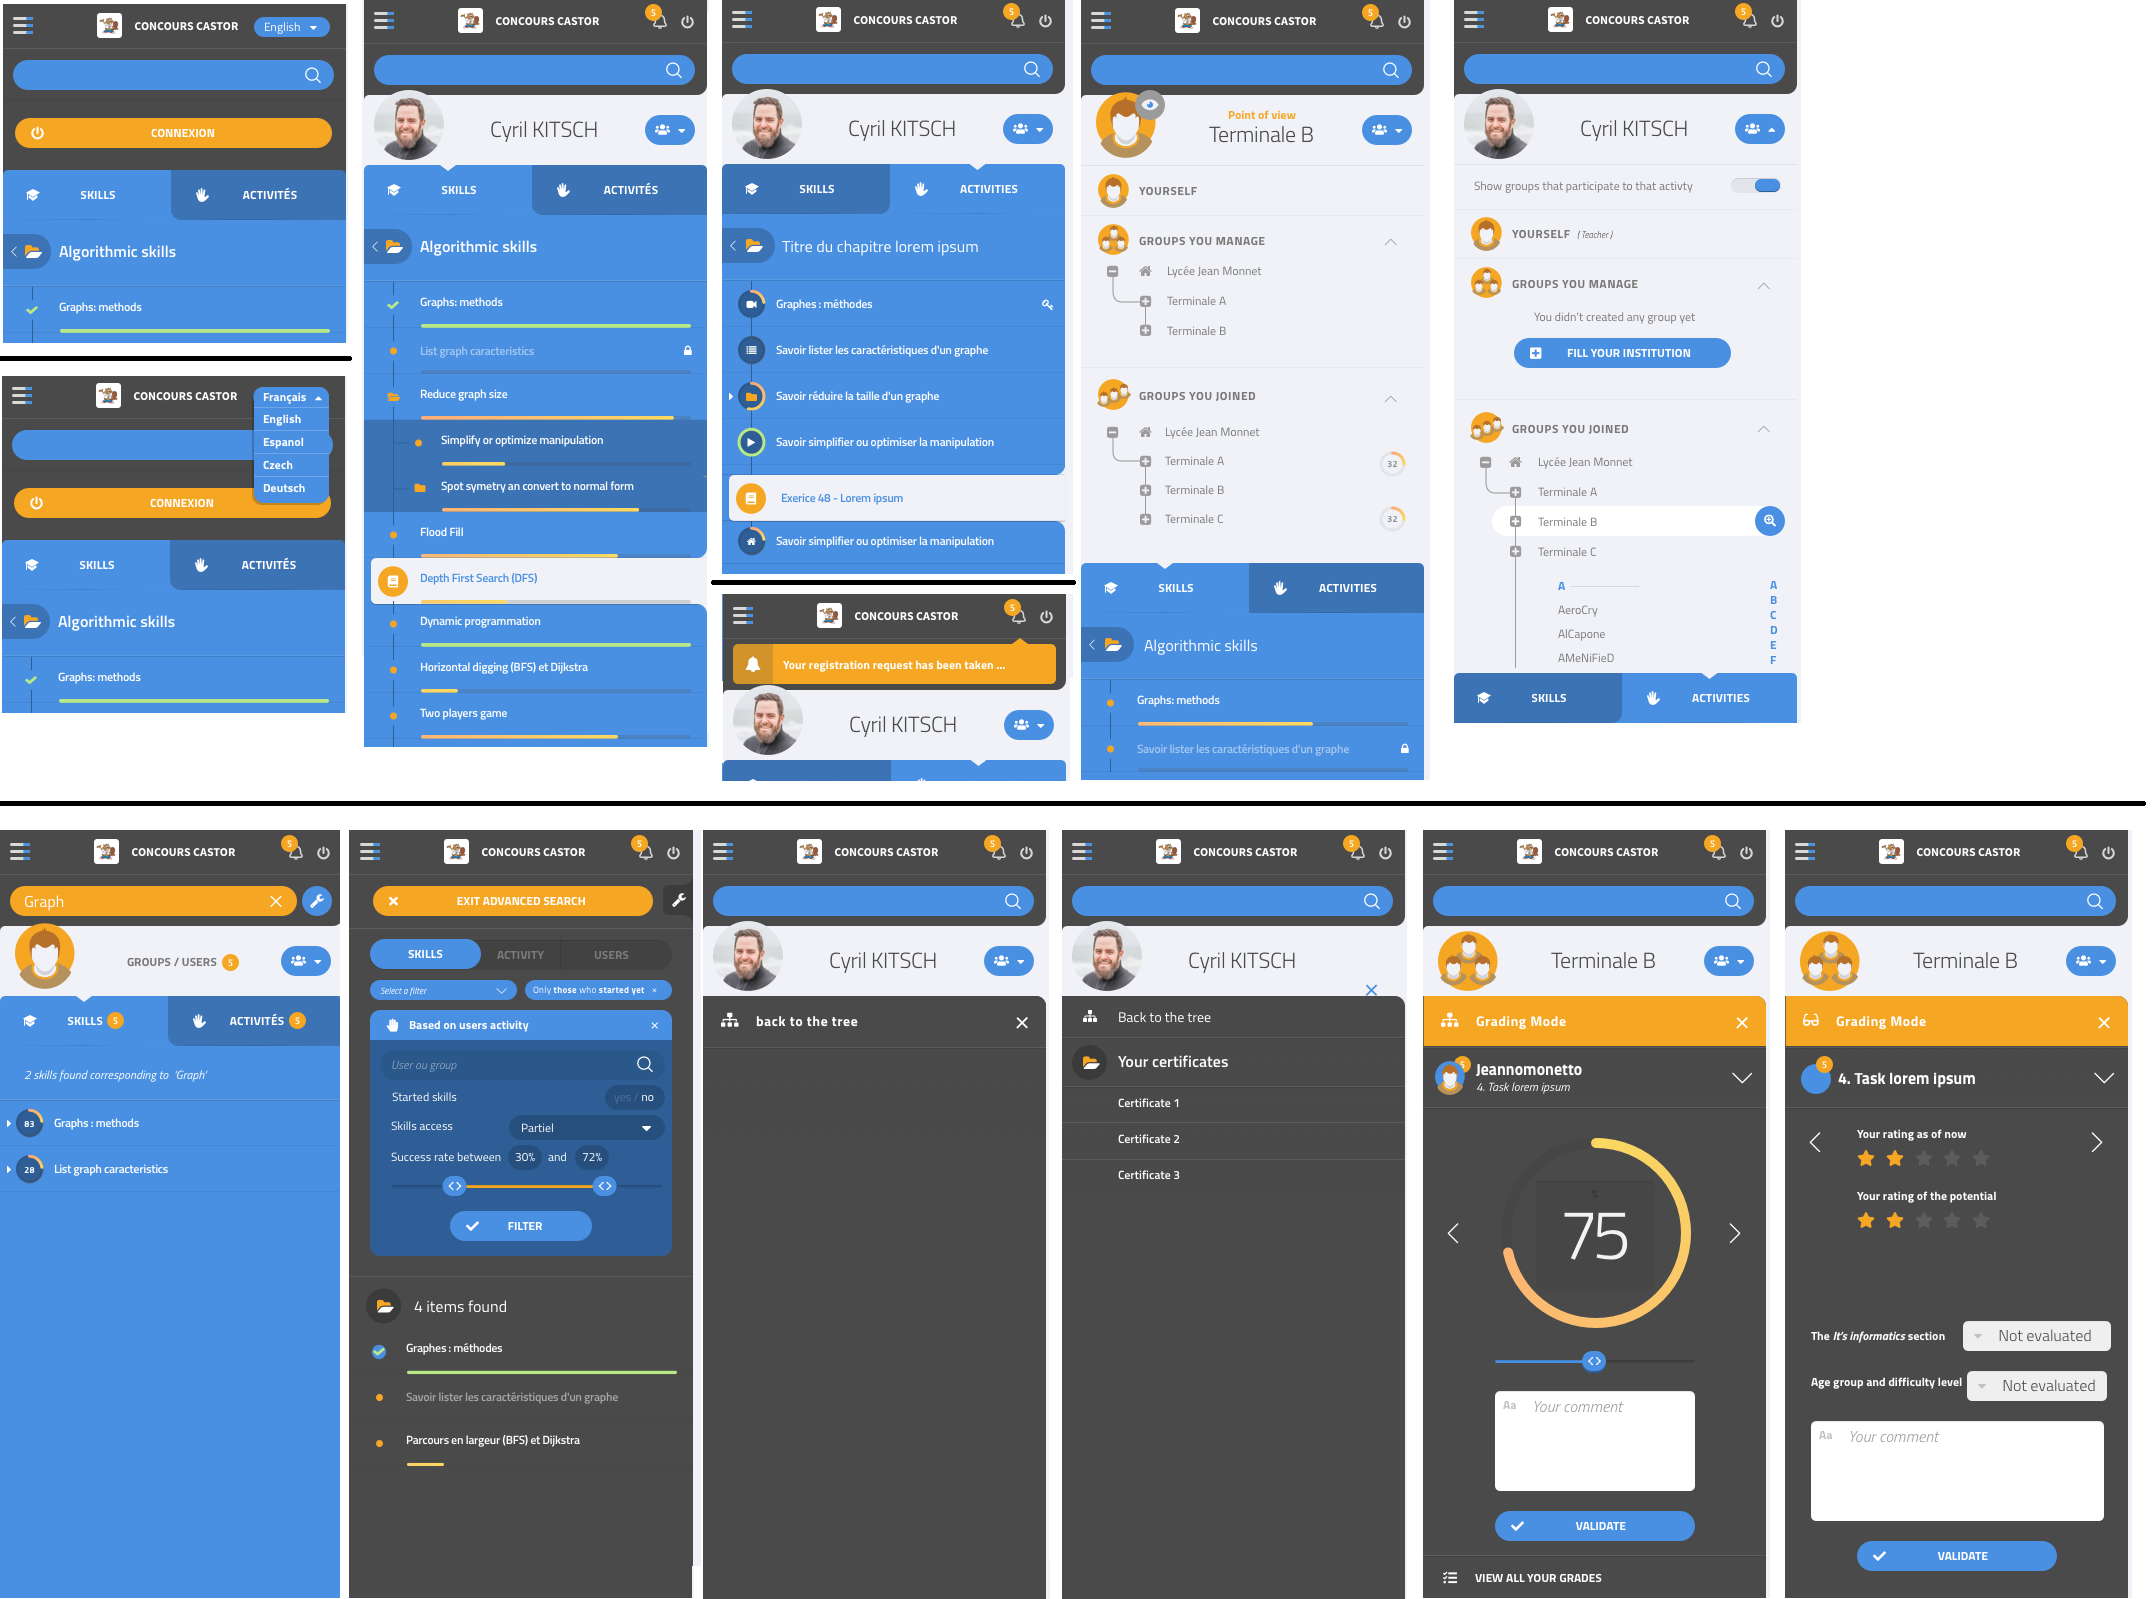 CONCOURS CASTOR
English
CONNEXION
SKILLS
ACTIVITÉS
Algorithmic skills
Graphs: methods
CONCOURS CASTOR
Français
English
Espanol
Czech
Deutsch
CONNEXION
SKILLS
ACTIVITÉS
Algorithmic skills
Graphs: methods
5
CONCOURS CASTOR
Cyril KITSCH
SKILLS
ACTIVITÉS
Algorithmic skills
Graphs: methods
List graph caracteristics
Reduce graph size
Simplify or optimize manipulation
Spot symetry an convert to normal form
Flood Fill
Depth First Search (DFS)
Dynamic programmation
Horizontal digging (BFS) et Dijkstra
Two players game
5
CONCOURS CASTOR
Cyril KITSCH
SKILLS
ACTIVITIES
Titre du chapitre lorem ipsum
Graphes : méthodes
Savoir lister les caractéristiques d'un graphe
Savoir réduire la taille d'un graphe
Savoir simplifier ou optimiser la manipulation
Exerice 48 - Lorem ipsum
Savoir simplifier ou optimiser la manipulation
5
CONCOURS CASTOR
Your registration request has been taken ...
Cyril KITSCH
5
CONCOURS CASTOR
Point of view
Terminale B
YOURSELF
GROUPS YOU MANAGE
Lycée Jean Monnet
Terminale A
Terminale B
GROUPS YOU JOINED
Lycée Jean Monnet
Terminale A
32
Terminale B
Terminale C
32
SKILLS
ACTIVITIES
Algorithmic skills
Graphs: methods
Savoir lister les caractéristiques d'un graphe
5
CONCOURS CASTOR
Cyril KITSCH
Show groups that participate to that activty
YOURSELF (Teacher)
GROUPS YOU MANAGE
You didn't created any group yet
FILL YOUR INSTITUTION
GROUPS YOU JOINED
Lycée Jean Monnet
Terminale A
Terminale B
Terminale C
A
AeroCry
AlCapone
AMeNiFieD
A
B
C
D
E
F
SKILLS
ACTIVITIES
5
CONCOURS CASTOR
Graph
GROUPS / USERS 5
SKILLS 5
ACTIVITÉS 5
2 skills found corresponding to 'Graph'
83
Graphs : methods
28
List graph caracteristics
5
CONCOURS CASTOR
EXIT ADVANCED SEARCH
SKILLS
ACTIVITY
USERS
Select a filter
Only those who started yet ×
Based on users activity ×
User ou group
Started skills
yes / no
Skills access
Partiel
Success rate between 30% and 72%
FILTER
4 items found
Graphes : méthodes
Savoir lister les caractéristiques d'un graphe
Parcours en largeur (BFS) et Dijkstra
5
CONCOURS CASTOR
Cyril KITSCH
back to the tree
5
CONCOURS CASTOR
Cyril KITSCH
Back to the tree
Your certificates
Certificate 1
Certificate 2
Certificate 3
5
CONCOURS CASTOR
Terminale B
Grading Mode
5
Jeannomonetto
4. Task lorem ipsum
%
75
Aa Your comment
VALIDATE
VIEW ALL YOUR GRADES
5
CONCOURS CASTOR
Terminale B
Grading Mode
5
4. Task lorem ipsum
Your rating as of now
Your rating of the potential
The It's informatics section
Not evaluated
Age group and difficulty level
Not evaluated
Aa Your comment
VALIDATE